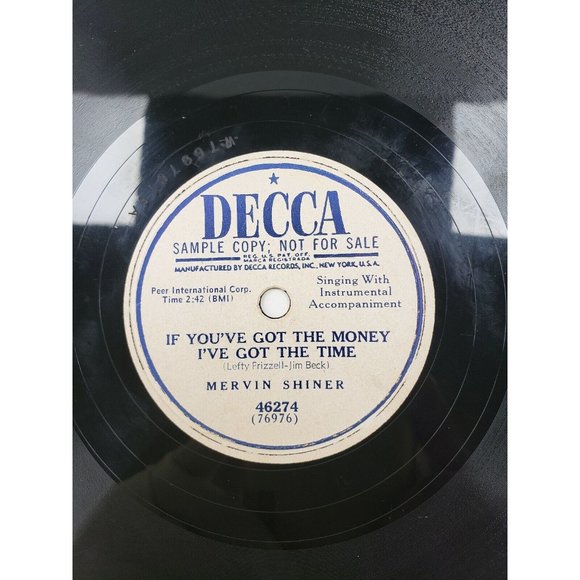 DECCA
SAMPLE COPY; NOT FOR SALE
REG. U.S. PAT. OFF.
MARCA REGISTRADA
MANUFACTURED BY DECCA RECORDS, INC., NEW YORK, U.S.A.
Peer International Corp.
Time 2:42 (BMI)
Singing With
Instrumental
Accompaniment
IF YOU'VE GOT THE MONEY
I'VE GOT THE TIME
(Lefty Frizzell-Jim Beck)
MERVIN SHINER
46274
(76976)